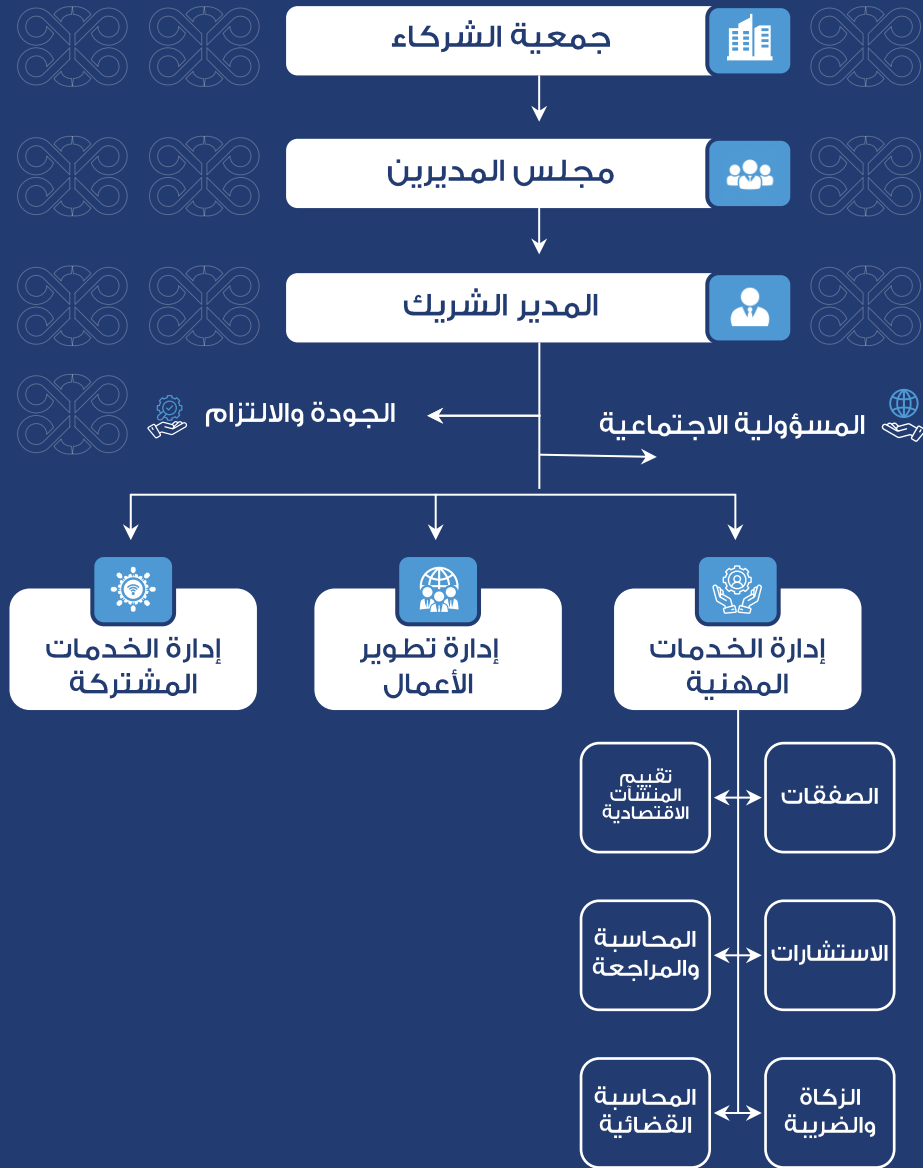 جمعية الشركاء
مجلس المديرين
المدير الشريك
المسؤولية الاجتماعية
الجودة والالتزام
إدارة الخدمات
المهنية
إدارة تطوير
الأعمال
إدارة الخدمات
المشتركة
الصفقات
تقييم
المنشآت
الاقتصادية
الاستشارات
المحاسبة
والمراجعة
الزكاة
والضريبة
المحاسبة
القضائية